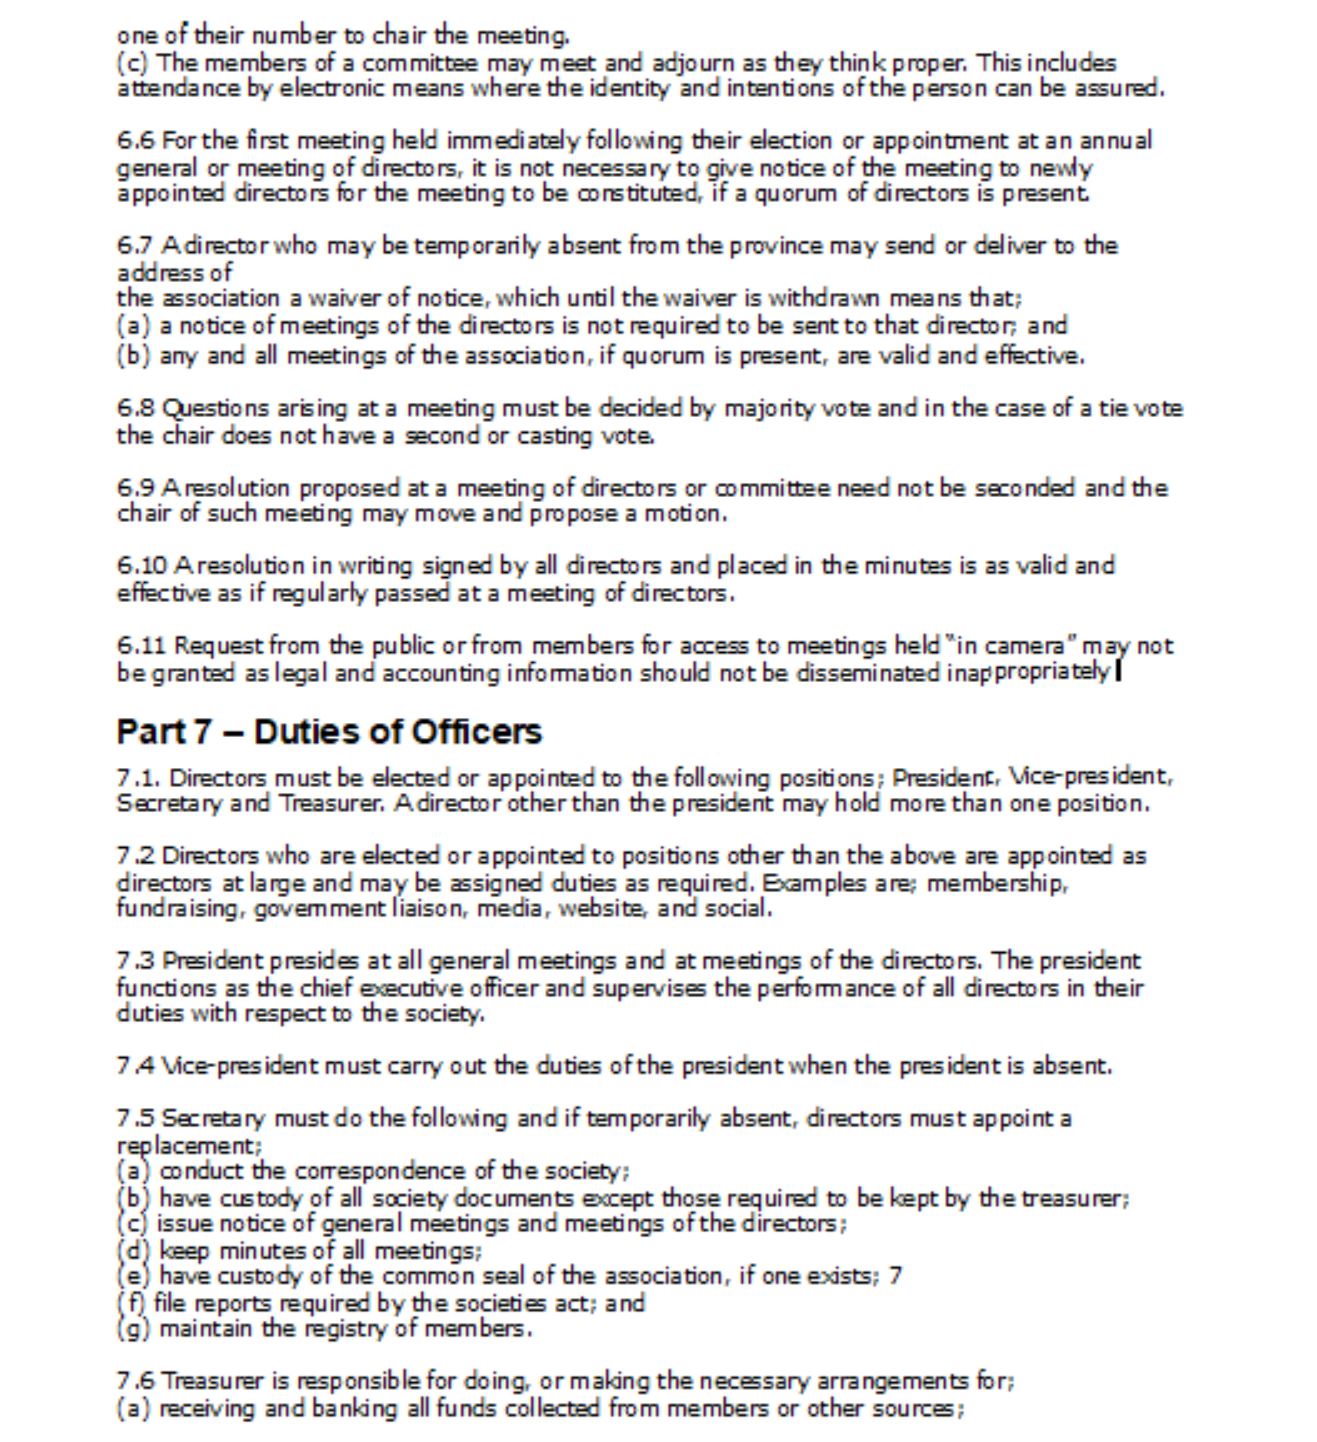 one of their number to chair the meeting.
(c) The members of a committee may meet and adjourn as they think proper. This includes
attendance by electronic means where the identity and intentions of the person can be assured.
6.6 For the first meeting held immediately following their election or appointment at an annual
general or meeting of directors, it is not necessary to give notice of the meeting to newly
appointed directors for the meeting to be constituted, if a quorum of directors is present.
6.7 A director who may be temporarily absent from the province may send or deliver to the
address of
the association a waiver of notice, which until the waiver is withdrawn means that;
(a) a notice of meetings of the directors is not required to be sent to that director; and
(b) any and all meetings of the association, if quorum is present, are valid and effective.
6.8 Questions arising at a meeting must be decided by majority vote and in the case of a tie vote
the chair does not have a second or casting vote.
6.9 A resolution proposed at a meeting of directors or committee need not be seconded and the
chair of such meeting may move and propose a motion.
6.10 A resolution in writing signed by all directors and placed in the minutes is as valid and
effective as if regularly passed at a meeting of directors.
6.11 Request from the public or from members for access to meetings held "in camera" may not
be granted as legal and accounting information should not be disseminated inappropriately
Part 7 – Duties of Officers
7.1. Directors must be elected or appointed to the following positions; President, Vice-president,
Secretary and Treasurer. A director other than the president may hold more than one position.
7.2 Directors who are elected or appointed to positions other than the above are appointed as
directors at large and may be assigned duties as required. Examples are; membership,
fundraising, government liaison, media, website, and social.
7.3 President presides at all general meetings and at meetings of the directors. The president
functions as the chief executive officer and supervises the performance of all directors in their
duties with respect to the society.
7.4 Vice-president must carry out the duties of the president when the president is absent.
7.5 Secretary must do the following and if temporarily absent, directors must appoint a
replacement;
(a) conduct the correspondence of the society;
(b) have custody of all society documents except those required to be kept by the treasurer;
(c) issue notice of general meetings and meetings of the directors;
(d) keep minutes of all meetings;
(e) have custody of the common seal of the association, if one exists; 7
(f) file reports required by the societies act; and
(g) maintain the registry of members.
7.6 Treasurer is responsible for doing, or making the necessary arrangements for;
(a) receiving and banking all funds collected from members or other sources;